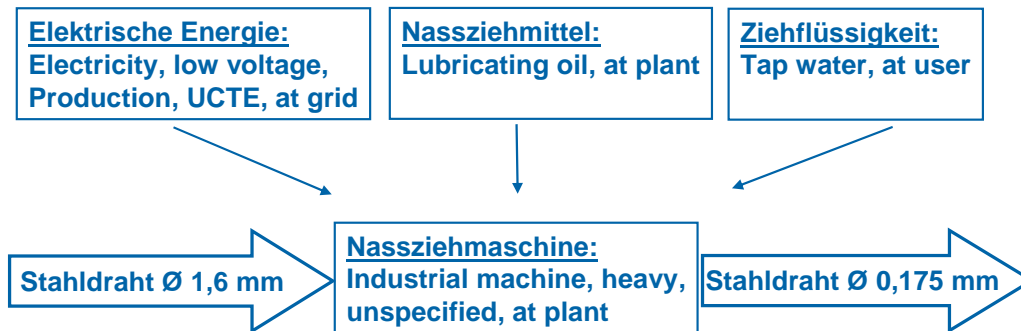 Elektrische Energie:
Electricity, low voltage,
Production, UCTE, at grid
Nassziehmittel:
Lubricating oil, at plant
Ziehflüssigkeit:
Tap water, at user
Stahldraht Ø 1,6 mm
Nassziehmaschine:
Industrial machine, heavy,
unspecified, at plant
Stahldraht Ø 0,175 mm